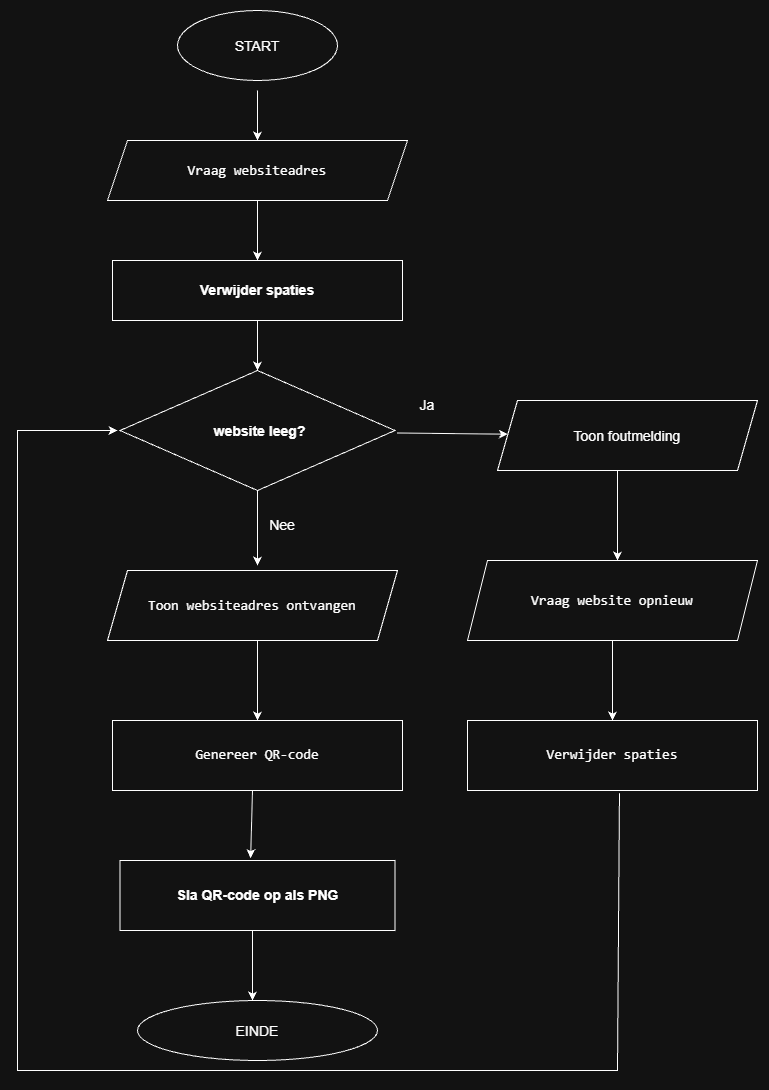 START
Vraag websiteadres
Verwijder spaties
website leeg?
Ja
Toon foutmelding
Nee
Vraag website opnieuw
Toon websiteadres ontvangen
Genereer QR-code
Verwijder spaties
Sla QR-code op als PNG
EINDE